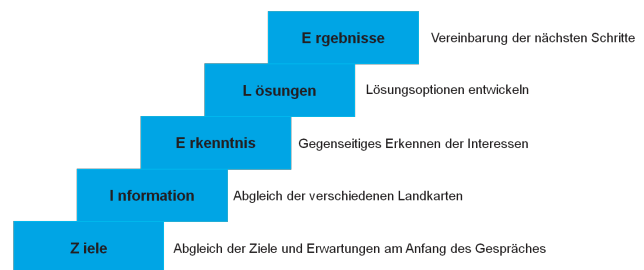 E rgebnisse Vereinbarung der nächsten Schritte
L ösungen Lösungsoptionen entwickeln
E rkenntnis Gegenseitiges Erkennen der Interessen
I nformation Abgleich der verschiedenen Landkarten
Z iele Abgleich der Ziele und Erwartungen am Anfang des Gespräches